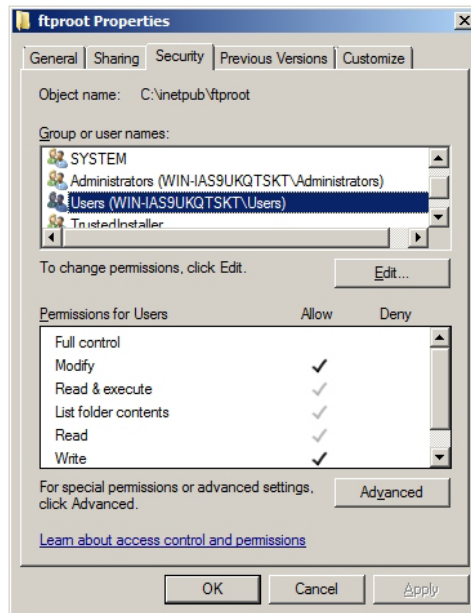 ftproot Properties
General Sharing Security Previous Versions Customize
Object name: C:\inetpub\ftproot
Group or user names:
SYSTEM
Administrators (WIN-IAS9UKQTSKT\Administrators)
Users (WIN-IAS9UKQTSKT\Users)
TrustedInstaller
To change permissions, click Edit.
Edit...
Permissions for Users Allow Deny
Full control
Modify
Read & execute
List folder contents
Read
Write
For special permissions or advanced settings,
click Advanced.
Advanced
Learn about access control and permissions
OK Cancel Apply